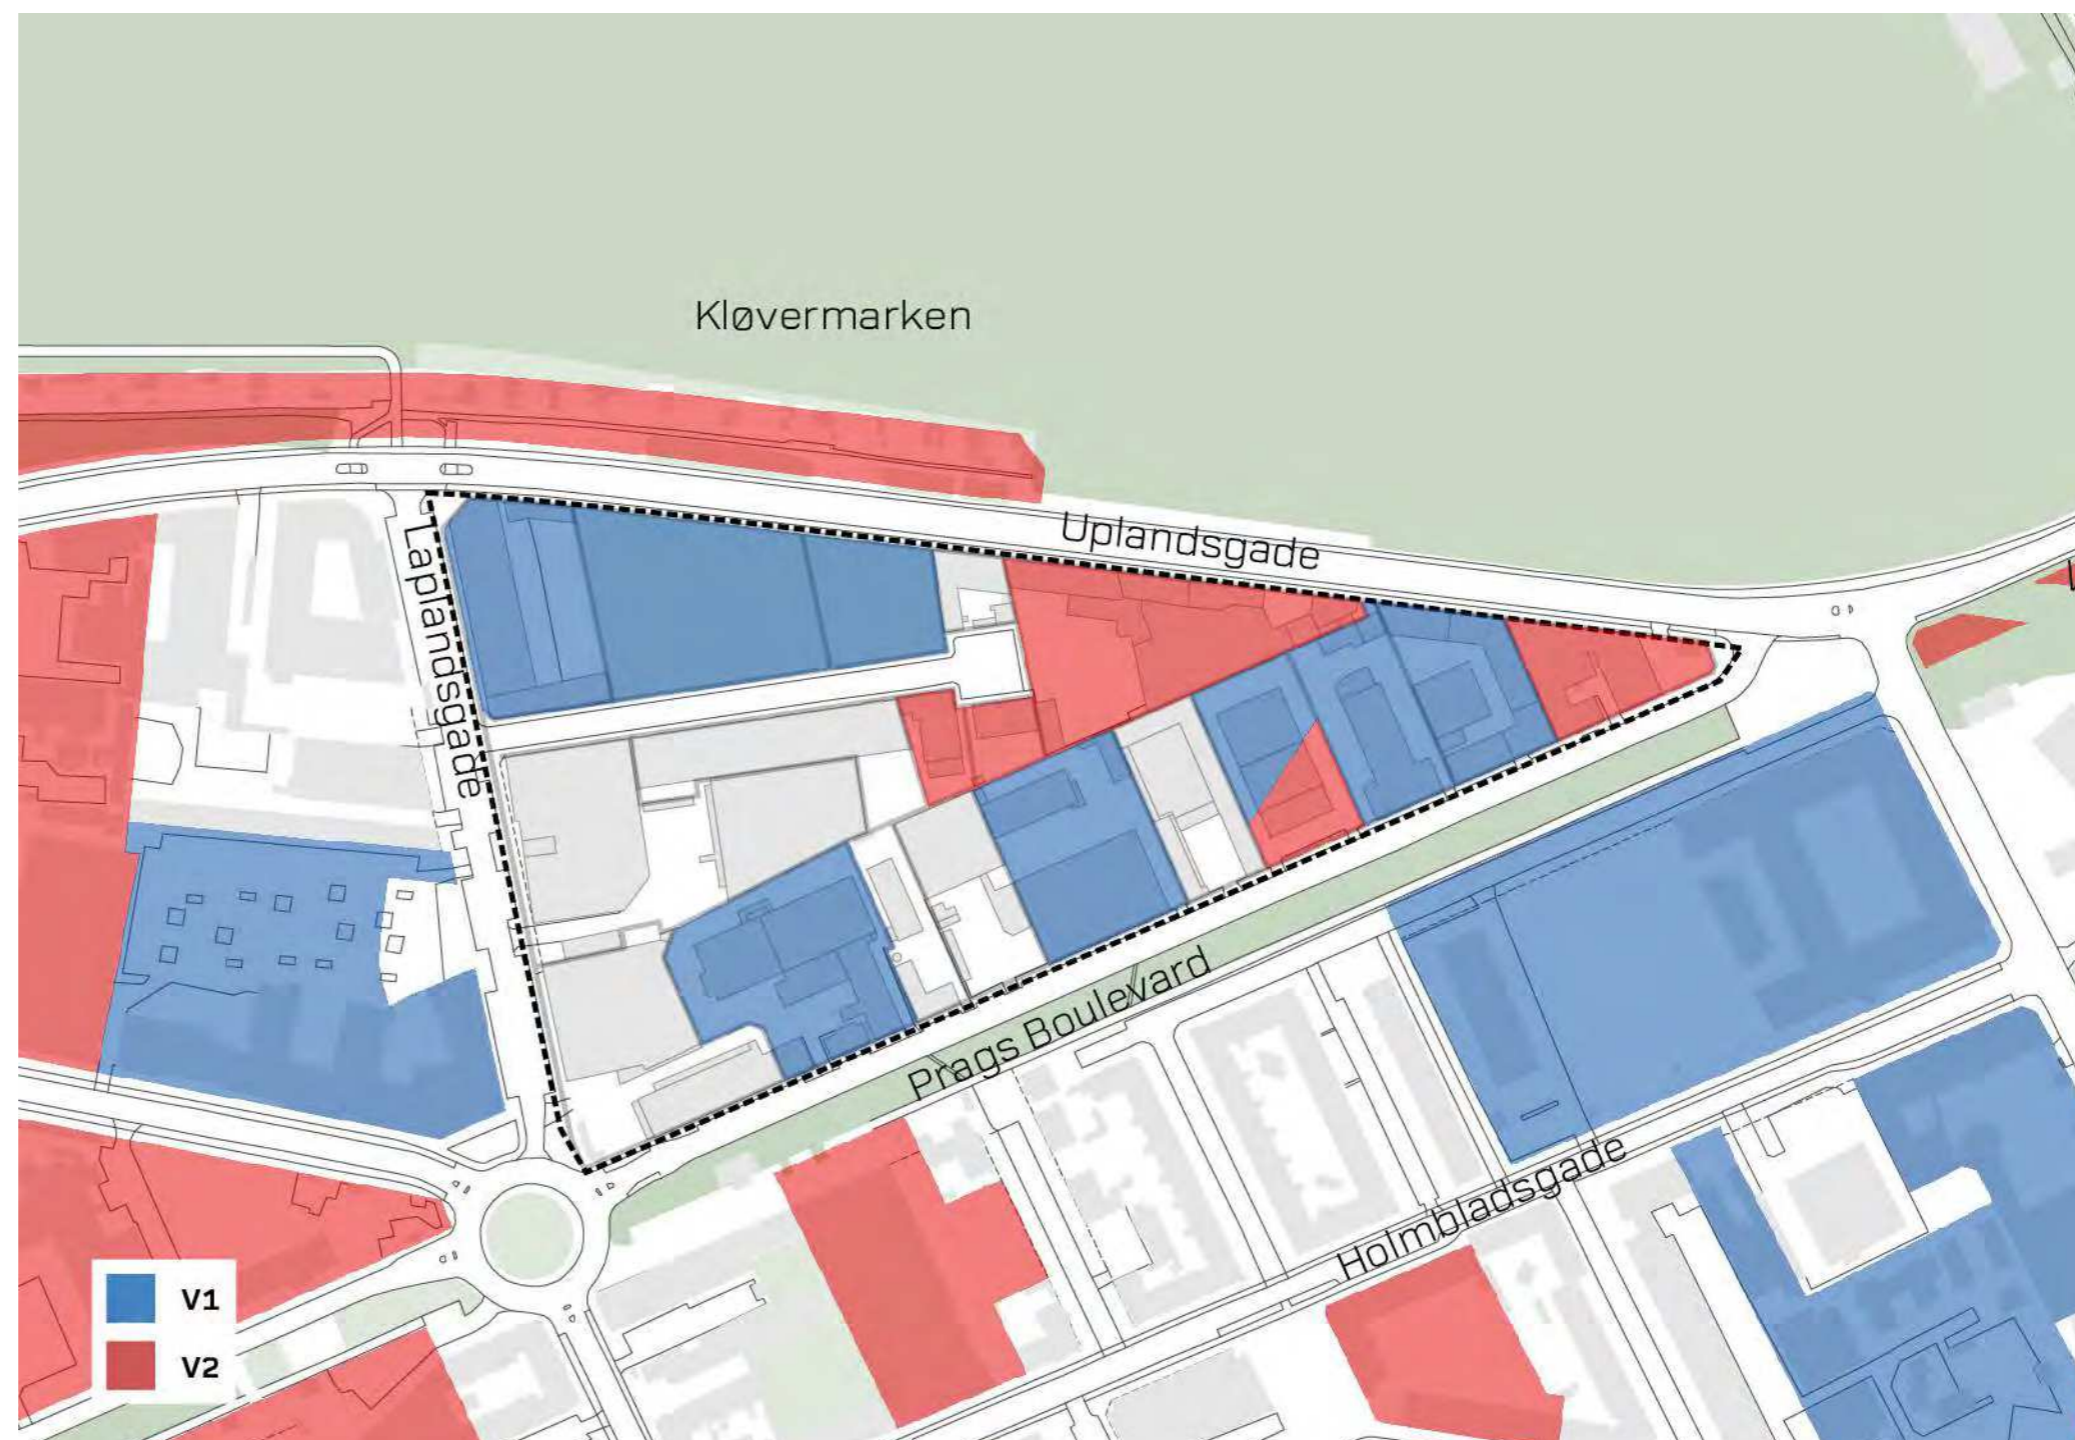 Kløvermarken
Uplandsgade
Laplandsgade
Prags Boulevard
Holmbladsgade
V1
V2